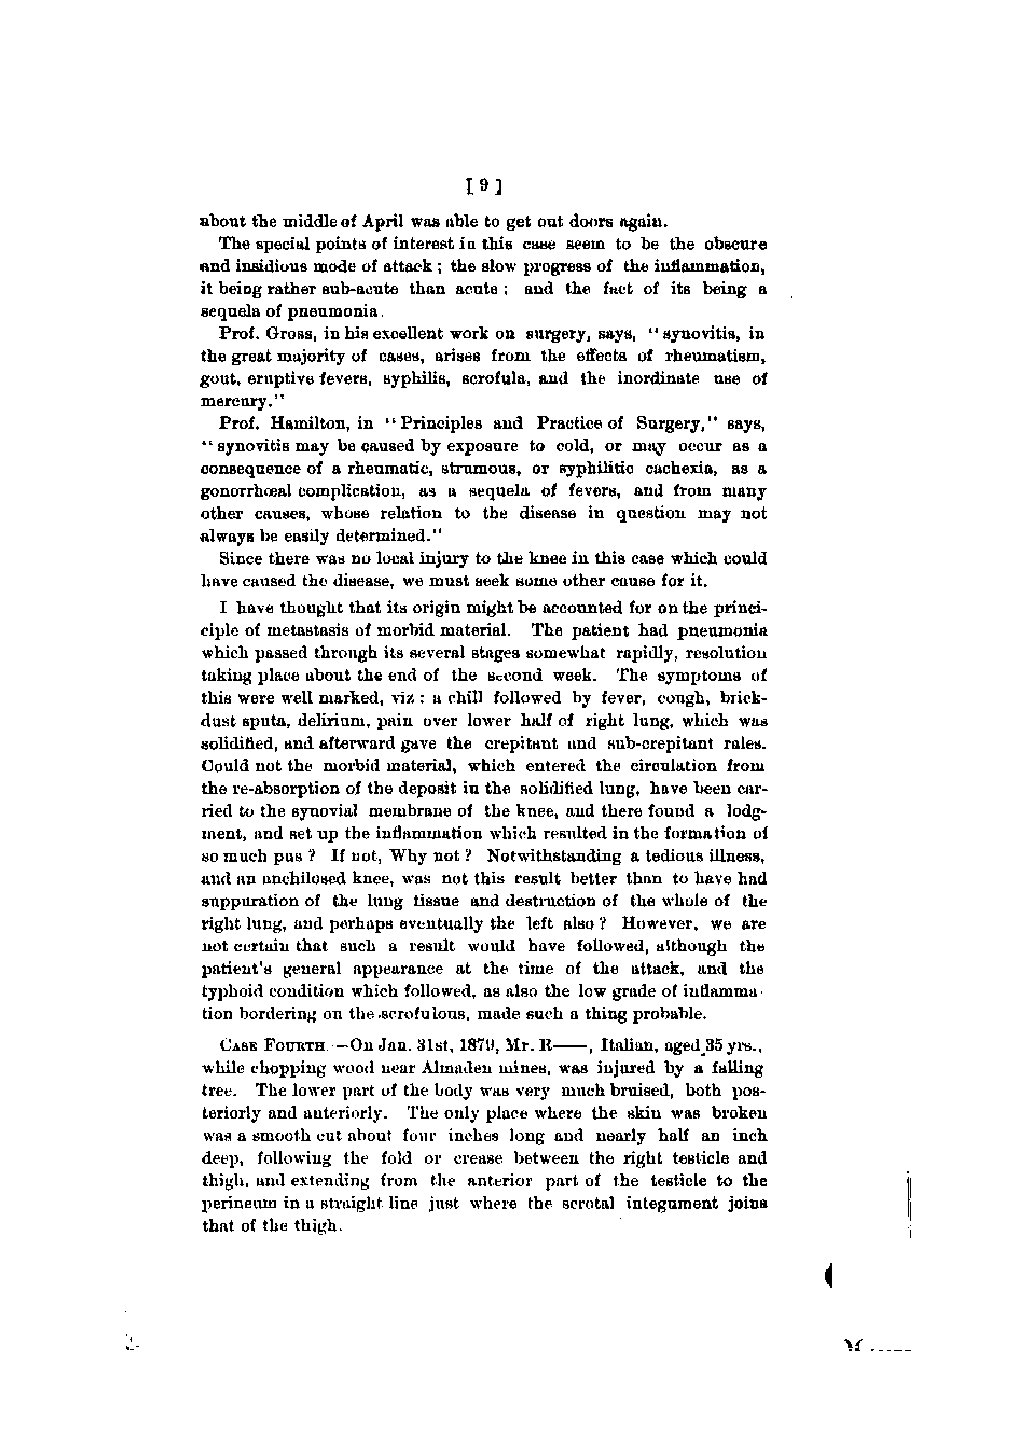 [ 9 ]
about the middle of April was able to get out doors again.
The special points of interest in this case seem to be the obscure
and insidious mode of attack ; the slow progress of the inflammation,
it being rather sub-acute than acute ; and the fact of its being a
sequela of pneumonia.
Prof. Gross, in his excellent work on surgery, says, "synovitis, in
the great majority of cases, arises from the effects of rheumatism,
gout, eruptive fevers, syphilis, scrofula, and the inordinate use of
mercury."
Prof. Hamilton, in "Principles and Practice of Surgery," says,
"synovitis may be caused by exposure to cold, or may occur as a
consequence of a rheumatic, strumous, or syphilitic cachexia, as a
gonorrhœal complication, as a sequela of fevers, and from many
other causes, whose relation to the disease in question may not
always be easily determined."
Since there was no local injury to the knee in this case which could
have caused the disease, we must seek some other cause for it.
I have thought that its origin might be accounted for on the princi-
ciple of metastasis of morbid material. The patient had pneumonia
which passed through its several stages somewhat rapidly, resolution
taking place about the end of the second week. The symptoms of
this were well marked, viz : a chill followed by fever, cough, brick-
dust sputa, delirium, pain over lower half of right lung, which was
solidified, and afterward gave the crepitant and sub-crepitant rales.
Could not the morbid material, which entered the circulation from
the re-absorption of the deposit in the solidified lung, have been car-
ried to the synovial membrane of the knee, and there found a lodg-
ment, and set up the inflammation which resulted in the formation of
so much pus ? If not, Why not ? Notwithstanding a tedious illness,
and an anchilosed knee, was not this result better than to have had
suppuration of the lung tissue and destruction of the whole of the
right lung, and perhaps eventually the left also ? However, we are
not certain that such a result would have followed, although the
patient's general appearance at the time of the attack, and the
typhoid condition which followed, as also the low grade of inflamma-
tion bordering on the scrofulous, made such a thing probable.
CASE FOURTH.—On Jan. 31st, 1879, Mr. R——, Italian, aged 35 yrs.,
while chopping wood near Almaden mines, was injured by a falling
tree. The lower part of the body was very much bruised, both pos-
teriorly and anteriorly. The only place where the skin was broken
was a smooth cut about four inches long and nearly half an inch
deep, following the fold or crease between the right testicle and
thigh, and extending from the anterior part of the testicle to the
perineum in a straight line just where the scrotal integument joins
that of the thigh.